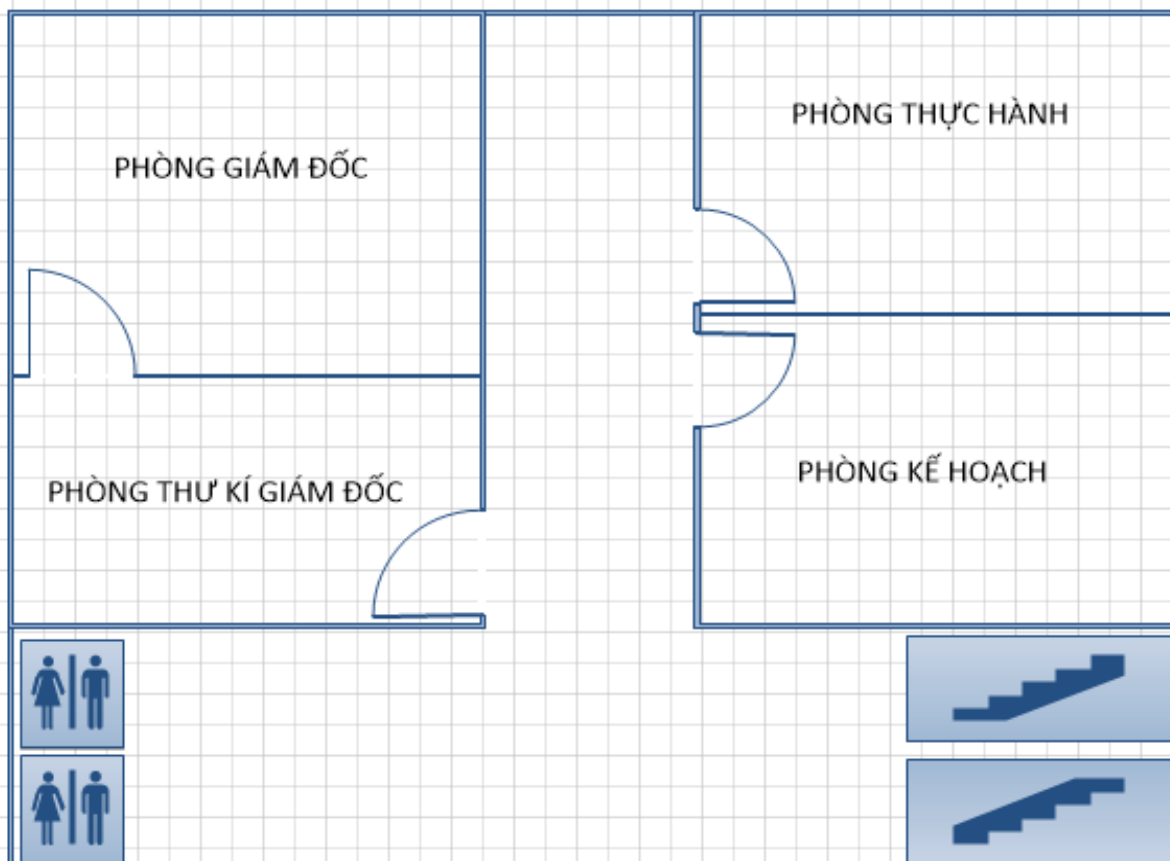 PHÒNG GIÁM ĐỐC
PHÒNG THỰC HÀNH
PHÒNG THƯ KÍ GIÁM ĐỐC
PHÒNG KẾ HOẠCH